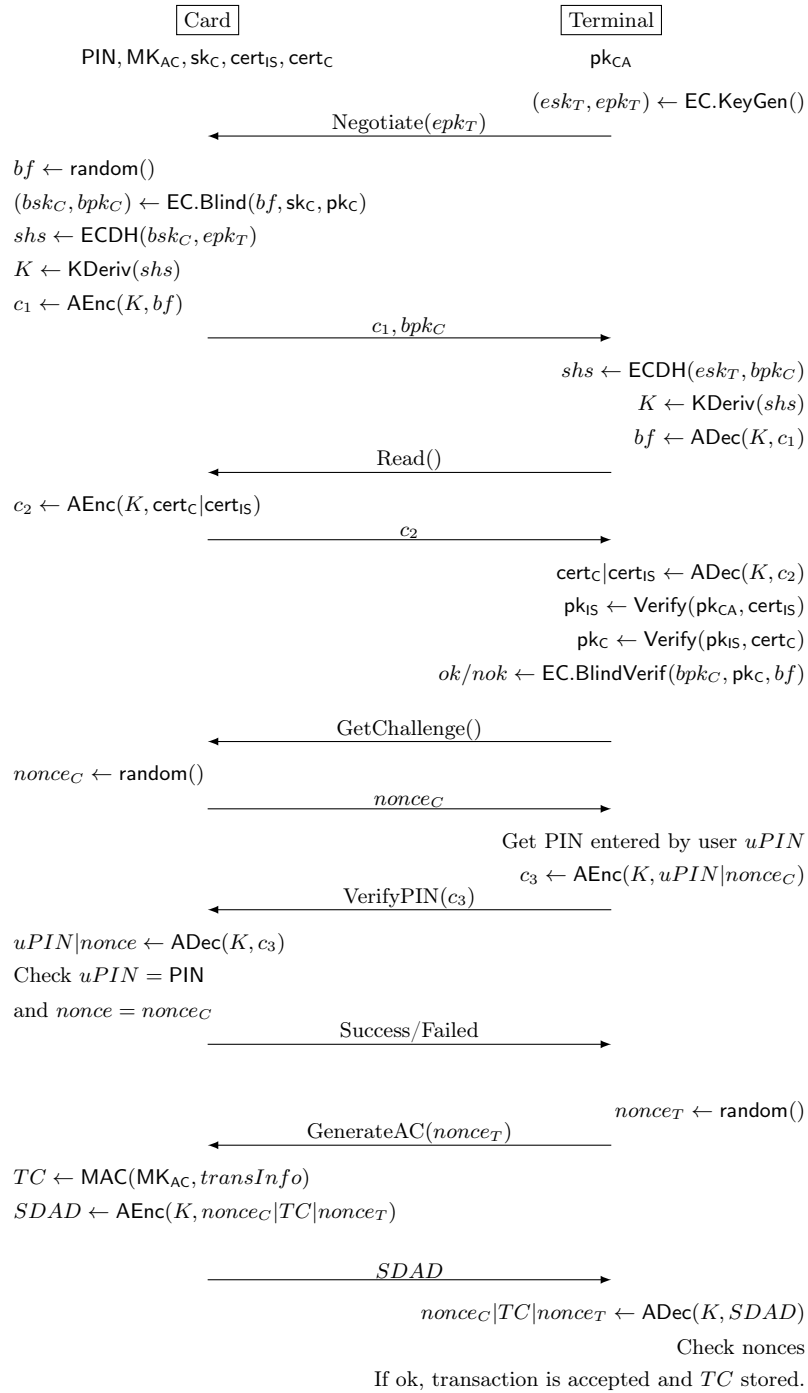 Card Terminal
PIN, MK_AC, sk_C, cert_IS, cert_C pk_CA
(esk_T, epk_T) ← EC.KeyGen()
Negotiate(epk_T)
bf ← random()
(bsk_C, bpk_C) ← EC.Blind(bf, sk_C, pk_C)
shs ← ECDH(bsk_C, epk_T)
K ← KDeriv(shs)
c_1 ← AEnc(K, bf)
c_1, bpk_C
shs ← ECDH(esk_T, bpk_C)
K ← KDeriv(shs)
bf ← ADec(K, c_1)
Read()
c_2 ← AEnc(K, cert_C|cert_IS)
c_2
cert_C|cert_IS ← ADec(K, c_2)
pk_IS ← Verify(pk_CA, cert_IS)
pk_C ← Verify(pk_IS, cert_C)
ok/nok ← EC.BlindVerif(bpk_C, pk_C, bf)
GetChallenge()
nonce_C ← random()
nonce_C
Get PIN entered by user uPIN
c_3 ← AEnc(K, uPIN|nonce_C)
VerifyPIN(c_3)
uPIN|nonce ← ADec(K, c_3)
Check uPIN = PIN
and nonce = nonce_C
Success/Failed
nonce_T ← random()
GenerateAC(nonce_T)
TC ← MAC(MK_AC, transInfo)
SDAD ← AEnc(K, nonce_C|TC|nonce_T)
SDAD
nonce_C|TC|nonce_T ← ADec(K, SDAD)
Check nonces
If ok, transaction is accepted and TC stored.